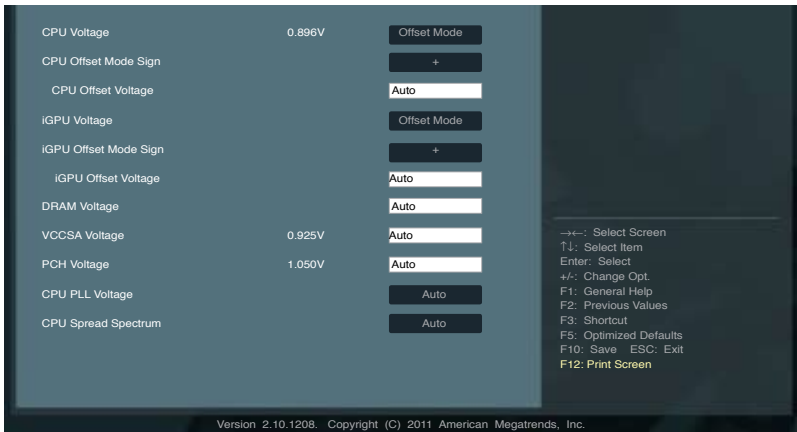 CPU Voltage 0.896V Offset Mode
CPU Offset Mode Sign +
CPU Offset Voltage Auto
iGPU Voltage Offset Mode
iGPU Offset Mode Sign +
iGPU Offset Voltage Auto
DRAM Voltage Auto
VCCSA Voltage 0.925V Auto
PCH Voltage 1.050V Auto
CPU PLL Voltage Auto
CPU Spread Spectrum Auto
→←: Select Screen
↑↓: Select Item
Enter: Select
+/-: Change Opt.
F1: General Help
F2: Previous Values
F3: Shortcut
F5: Optimized Defaults
F10: Save ESC: Exit
F12: Print Screen
Version 2.10.1208. Copyright (C) 2011 American Megatrends, Inc.